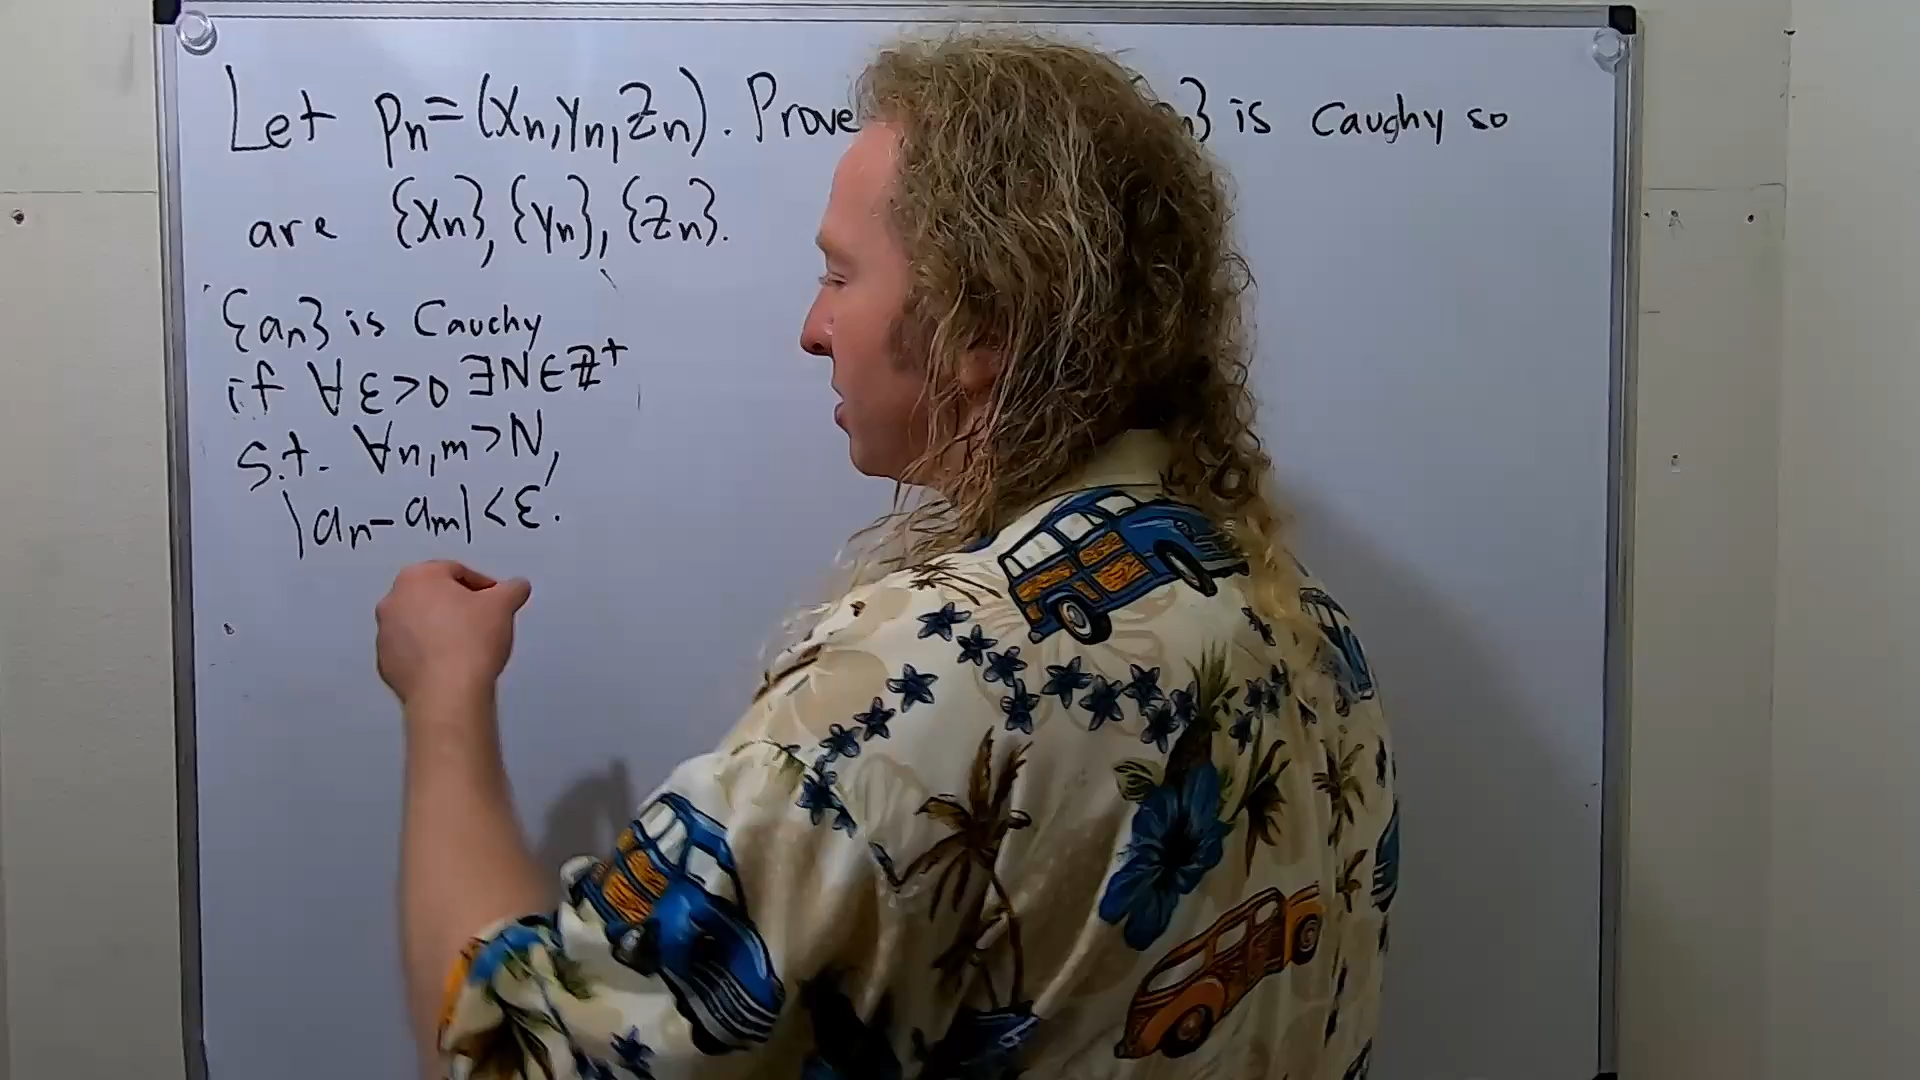 Let pn=(xn,yn,zn). Prove n} is Cauchy so
are {xn}, {yn}, {zn}.
{an} is Cauchy
if ∀ε>0 ∃N∈ℤ⁺
s.t. ∀n,m>N,
|an-am|<ε.